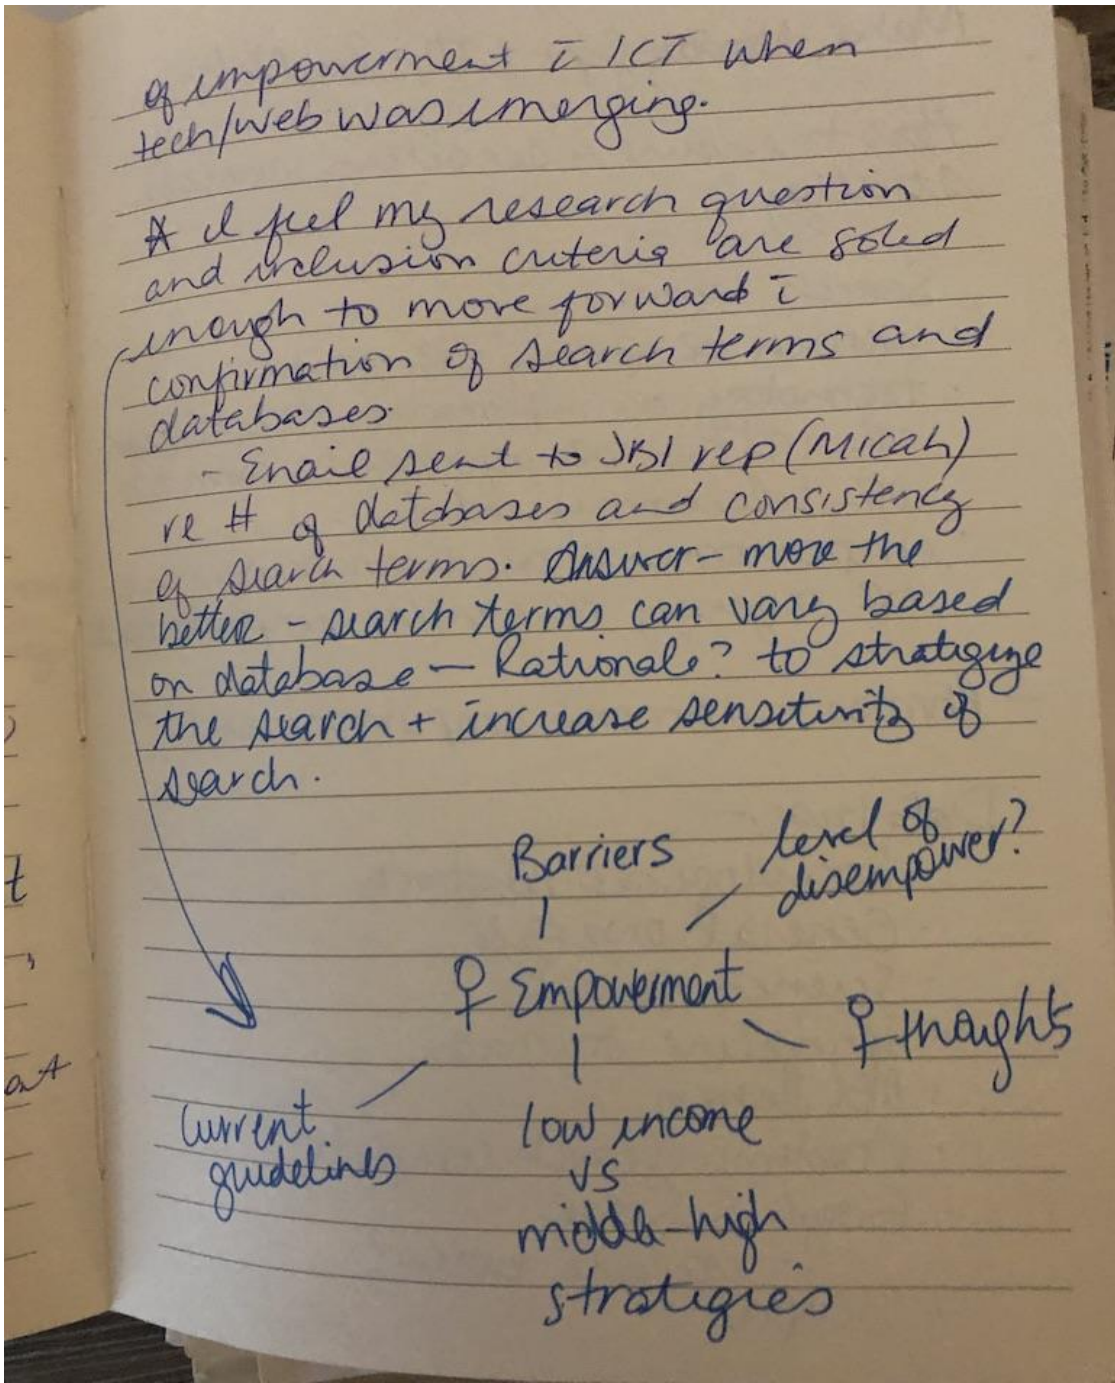 of empowerment c̄ ICT when
tech/web was emerging.
* I feel my research question
and inclusion criteria are solid
enough to move forward c̄
confirmation of search terms and
databases.
- Email sent to JBI rep (Micah)
re # of databases and consistency
of search terms. Answer - more the
better - search terms can vary based
on database — Rationale? to stratigize
the search + increase sensitivity of
search.
Barriers
level of
disempower?
♀ Empowerment
♀ thoughts
Current
guidelines
low income
vs
middle-high
stratigies